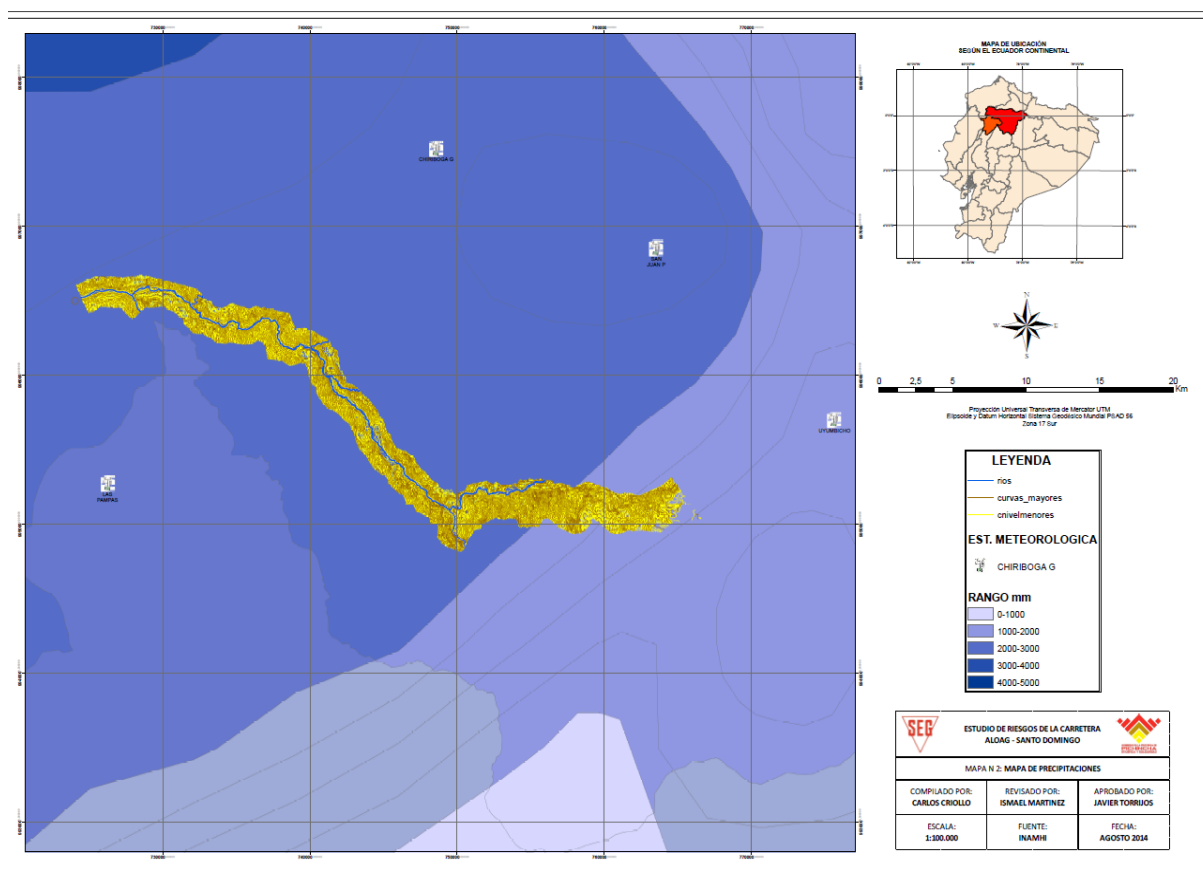 MAPA DE UBICACIÓN
SEGÚN EL ECUADOR CONTINENTAL
CHIRIBOGA G
SAN
JUAN P
UYUMBICHO
LAS
PAMPAS
N
W
E
S
0 2,5 5 10 15 20
Km
Proyección Universal Transversa de Mercator UTM
Elipsoide y Datum Horizontal Sistema Geodésico Mundial PSAD 56
Zona 17 Sur
LEYENDA
rios
curvas_mayores
cnivelmenores
EST. METEOROLOGICA
CHIRIBOGA G
RANGO mm
0-1000
1000-2000
2000-3000
3000-4000
4000-5000
SEG
ESTUDIO DE RIESGOS DE LA CARRETERA
ALOAG - SANTO DOMINGO
MAPA N 2: MAPA DE PRECIPITACIONES
COMPILADO POR:
CARLOS CRIOLLO
REVISADO POR:
ISMAEL MARTINEZ
APROBADO POR:
JAVIER TORRIJOS
ESCALA:
1:100.000
FUENTE:
INAMHI
FECHA:
AGOSTO 2014